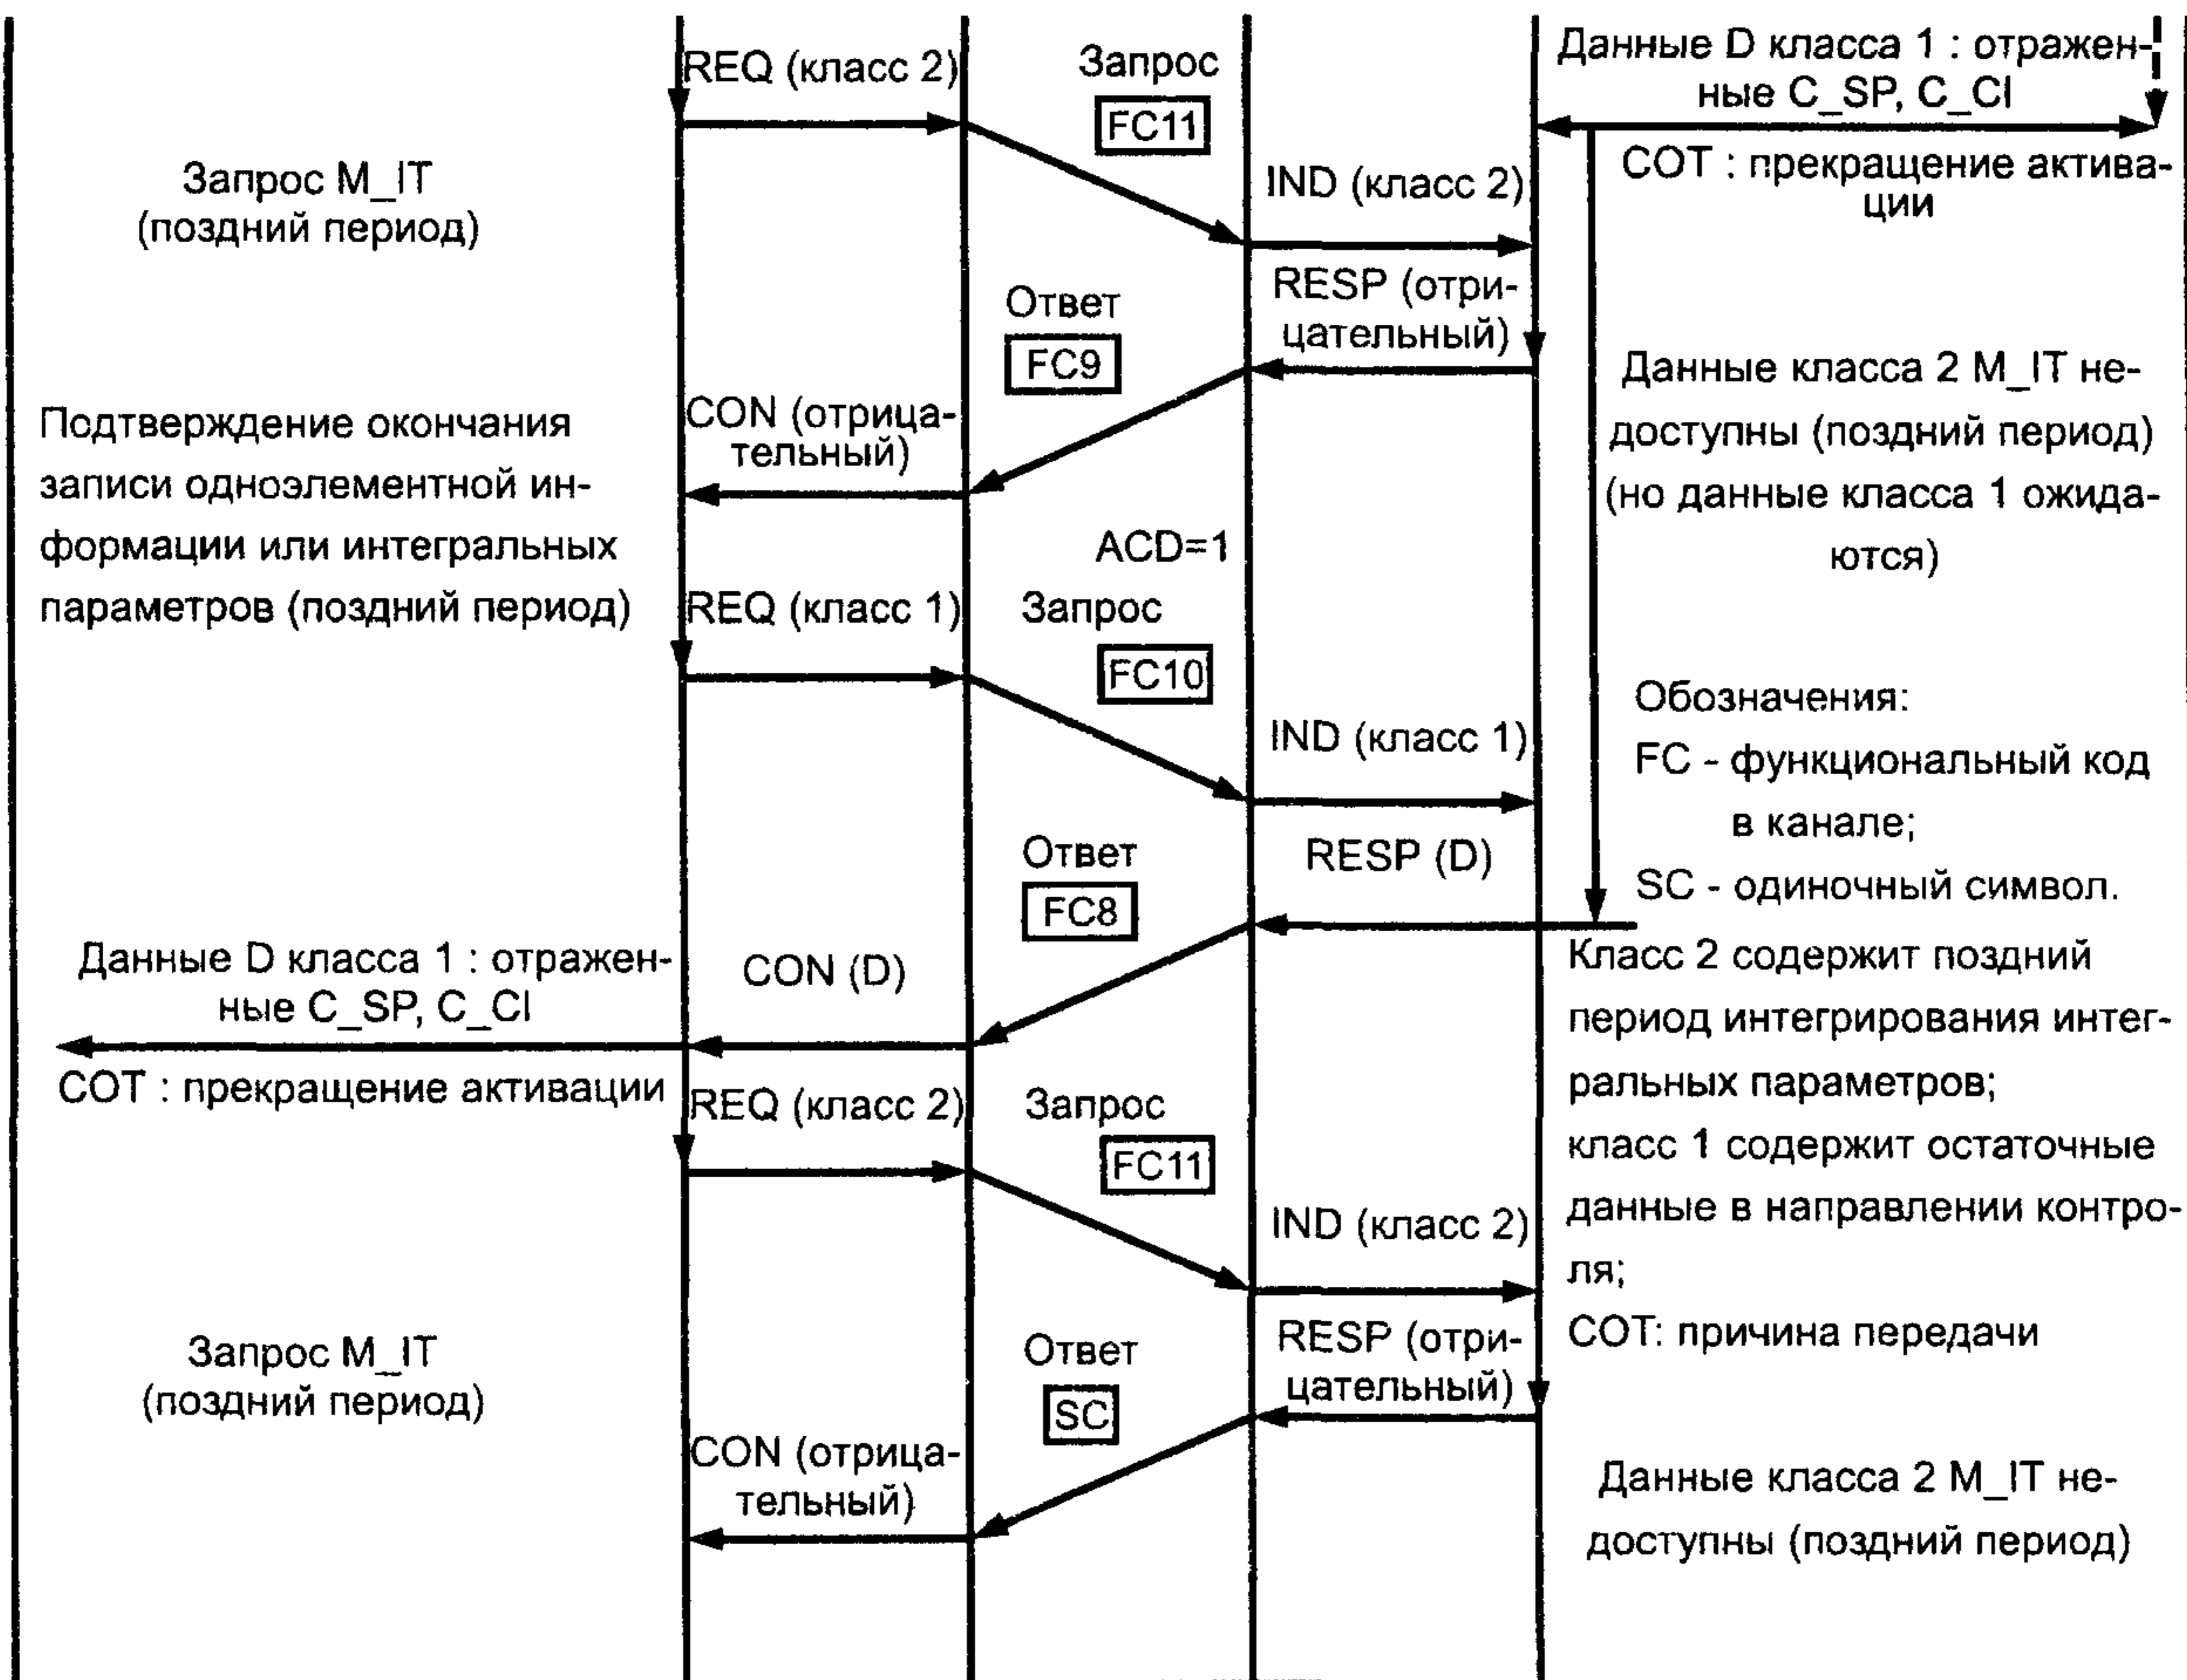 REQ (класс 2)
Запрос
FC11
Данные D класса 1 : отражен-
ные C_SP, C_CI
COT : прекращение актива-
ции
Запрос M_IT
(поздний период)
IND (класс 2)
RESP (отри-
цательный)
Ответ
FC9
Данные класса 2 M_IT не-
доступны (поздний период)
(но данные класса 1 ожида-
ются)
CON (отрица-
тельный)
Подтверждение окончания
записи одноэлементной ин-
формации или интегральных
параметров (поздний период)
ACD=1
REQ (класс 1)
Запрос
FC10
IND (класс 1)
Обозначения:
FC - функциональный код
в канале;
SC - одиночный символ.
Ответ
FC8
RESP (D)
Данные D класса 1 : отражен-
ные C_SP, C_CI
CON (D)
COT : прекращение активации
Класс 2 содержит поздний
период интегрирования интег-
ральных параметров;
класс 1 содержит остаточные
данные в направлении контро-
ля;
COT: причина передачи
REQ (класс 2)
Запрос
FC11
IND (класс 2)
Запрос M_IT
(поздний период)
Ответ
SC
RESP (отри-
цательный)
CON (отрица-
тельный)
Данные класса 2 M_IT не-
доступны (поздний период)